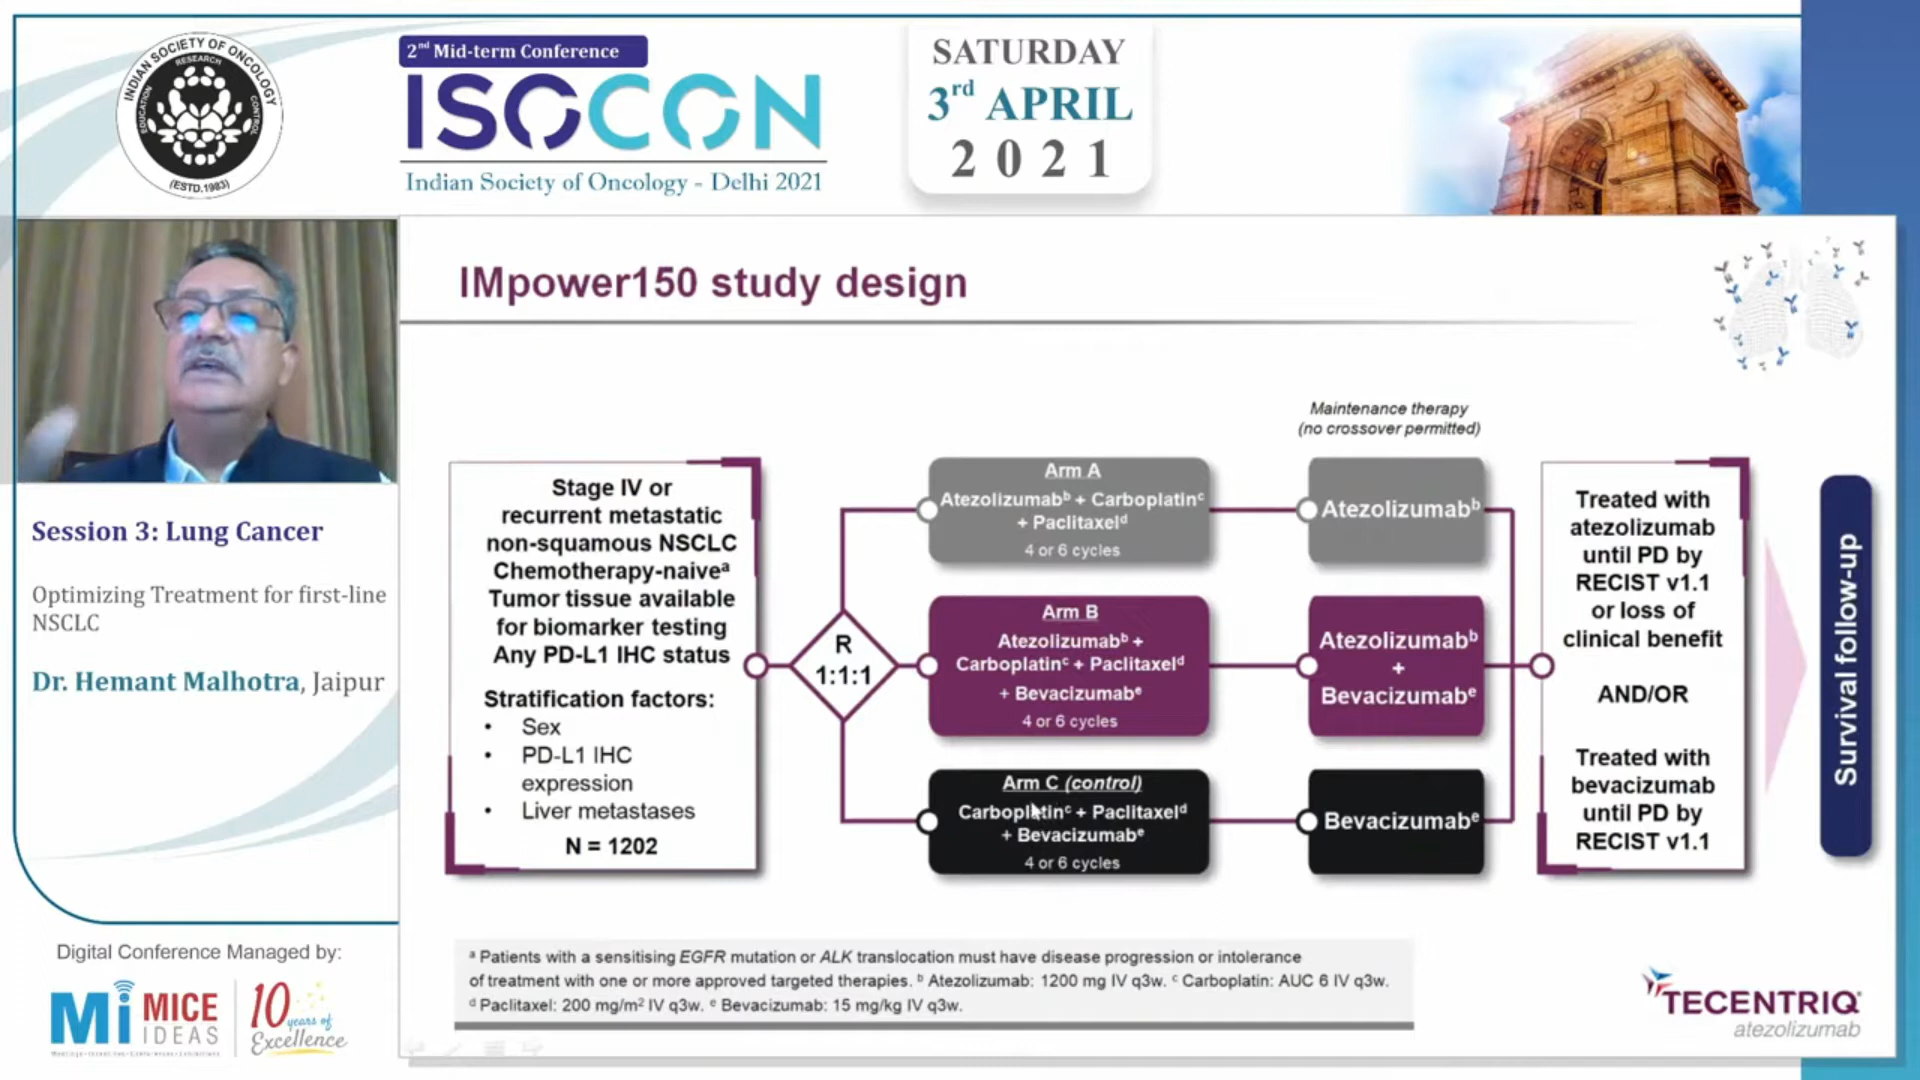 INDIAN SOCIETY OF ONCOLOGY
RESEARCH
EDUCATION
CONTROL
(ESTD.1983)
2nd Mid-term Conference
ISOCON
Indian Society of Oncology - Delhi 2021
SATURDAY
3rd APRIL
2021
Session 3: Lung Cancer
Optimizing Treatment for first-line
NSCLC
Dr. Hemant Malhotra, Jaipur
Digital Conference Managed by:
Mi MICE
IDEAS
10
years of
Excellence
IMpower150 study design
Stage IV or
recurrent metastatic
non-squamous NSCLC
Chemotherapy-naiveᵃ
Tumor tissue available
for biomarker testing
Any PD-L1 IHC status
Stratification factors:
• Sex
• PD-L1 IHC
expression
• Liver metastases
N = 1202
R
1:1:1
Arm A
Atezolizumabᵇ + Carboplatinᶜ
+ Paclitaxelᵈ
4 or 6 cycles
Arm B
Atezolizumabᵇ +
Carboplatinᶜ + Paclitaxelᵈ
+ Bevacizumabᵉ
4 or 6 cycles
Arm C (control)
Carboplatinᶜ + Paclitaxelᵈ
+ Bevacizumabᵉ
4 or 6 cycles
Maintenance therapy
(no crossover permitted)
Atezolizumabᵇ
Atezolizumabᵇ
+
Bevacizumabᵉ
Bevacizumabᵉ
Treated with
atezolizumab
until PD by
RECIST v1.1
or loss of
clinical benefit
AND/OR
Treated with
bevacizumab
until PD by
RECIST v1.1
Survival follow-up
ᵃ Patients with a sensitising EGFR mutation or ALK translocation must have disease progression or intolerance
of treatment with one or more approved targeted therapies. ᵇ Atezolizumab: 1200 mg IV q3w. ᶜ Carboplatin: AUC 6 IV q3w.
ᵈ Paclitaxel: 200 mg/m² IV q3w. ᵉ Bevacizumab: 15 mg/kg IV q3w.
TECENTRIQ
atezolizumab